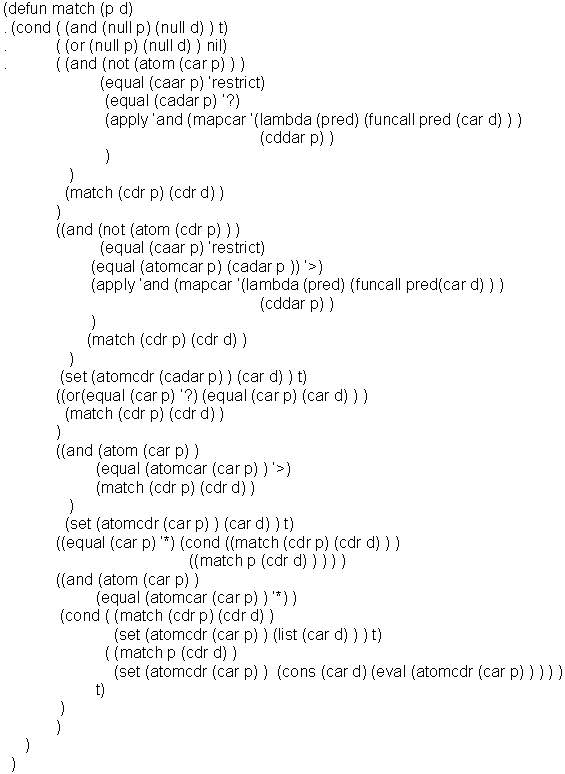 (defun match (p d)
. (cond ( (and (null p) (null d) ) t)
. ( (or (null p) (null d) ) nil)
. ( (and (not (atom (car p) ) )
(equal (caar p) 'restrict)
(equal (cadar p) '?)
(apply 'and (mapcar '(lambda (pred) (funcall pred (car d) ) )
(cddar p) )
)
)
(match (cdr p) (cdr d) )
)
((and (not (atom (cdr p) ) )
(equal (caar p) 'restrict)
(equal (atomcar p) (cadar p )) '>)
(apply 'and (mapcar '(lambda (pred) (funcall pred(car d) ) )
(cddar p) )
)
(match (cdr p) (cdr d) )
)
(set (atomcdr (cadar p) ) (car d) ) t)
((or(equal (car p) '?) (equal (car p) (car d) ) )
(match (cdr p) (cdr d) )
)
((and (atom (car p) )
(equal (atomcar (car p) ) '>)
(match (cdr p) (cdr d) )
)
(set (atomcdr (car p) ) (car d) ) t)
((equal (car p) '*) (cond ((match (cdr p) (cdr d) ) )
((match p (cdr d) ) ) ) )
((and (atom (car p) )
(equal (atomcar (car p) ) '*) )
(cond ( (match (cdr p) (cdr d) )
(set (atomcdr (car p) ) (list (car d) ) ) t)
( (match p (cdr d) )
(set (atomcdr (car p) ) (cons (car d) (eval (atomcdr (car p) ) ) ) )
t)
)
)
)
)